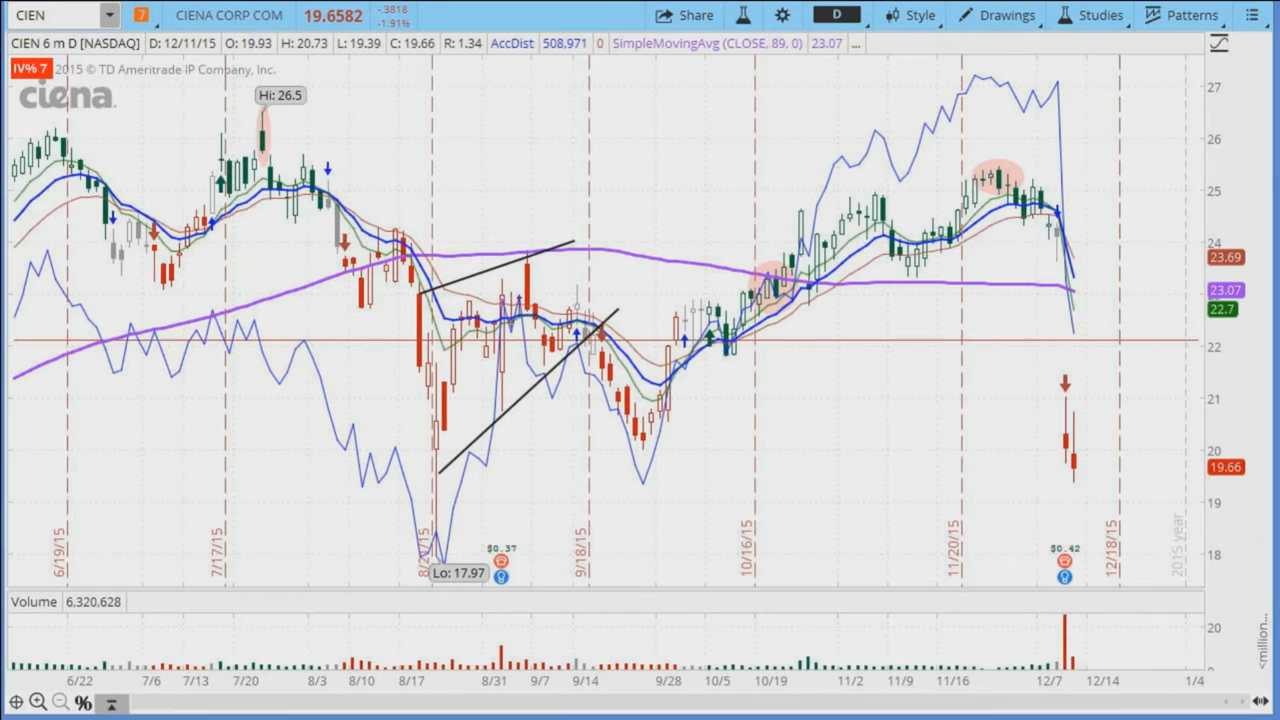 CIEN 7 CIENA CORP COM 19.6582 -.3818 -1.91% Share D Style Drawings Studies Patterns
CIEN 6 m D [NASDAQ] D: 12/11/15 O: 19.93 H: 20.73 L: 19.39 C: 19.66 R: 1.34 AccDist 508,971 0 SimpleMovingAvg (CLOSE, 89, 0) 23.07 ...
IV% 7 2015 © TD Ameritrade IP Company, Inc.
ciena.
Hi: 26.5
27
26
25
24
23.69
23.07
22.7
22
21
20
19.66
19
18
6/19/15 7/17/15 9/18/15 10/16/15 11/20/15 12/18/15 2015 year
$0.37 $0.42
Lo: 17.97
Volume 6,320,628
20
<million...
6/22 7/6 7/13 7/20 8/3 8/10 8/17 8/31 9/7 9/14 9/28 10/5 10/19 11/2 11/9 11/16 12/7 12/14 1/4
%